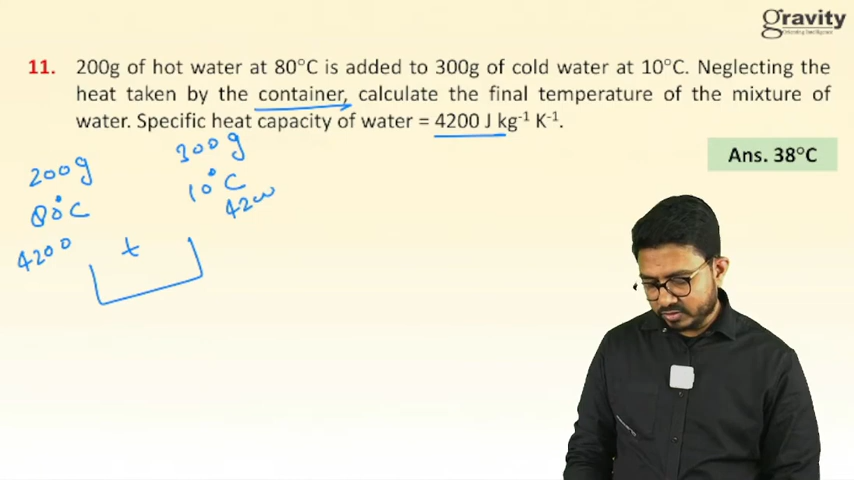 gravity
11. 200g of hot water at 80°C is added to 300g of cold water at 10°C. Neglecting the
heat taken by the container, calculate the final temperature of the mixture of
water. Specific heat capacity of water = 4200 J kg⁻¹ K⁻¹.
Ans. 38°C
200g
80°C
4200
t
300g
10°C
4200